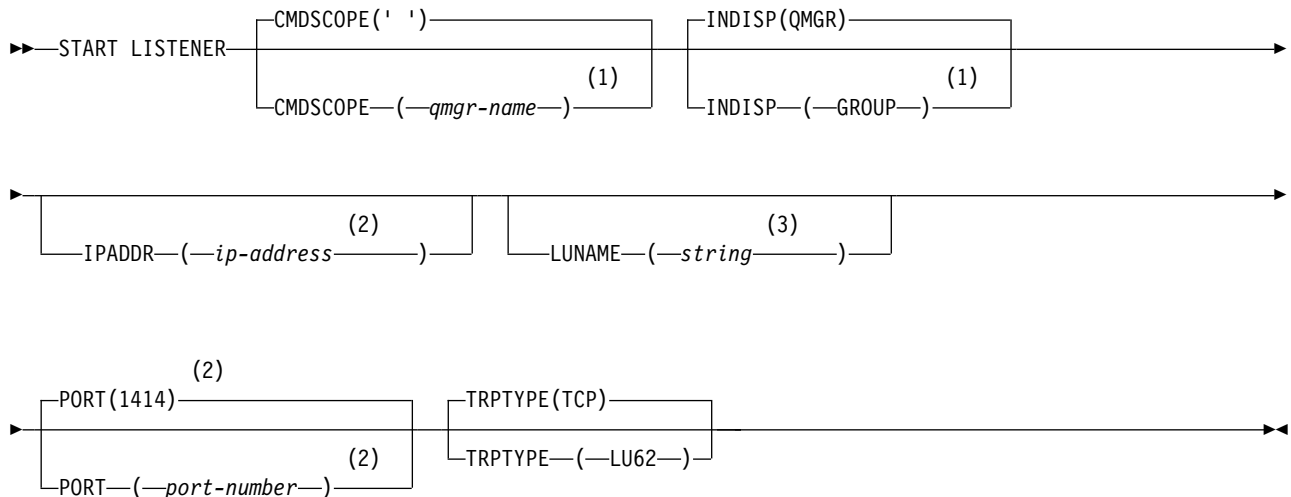 CMDSCOPE(' ') INDISP(QMGR)
START LISTENER
(1) (1)
CMDSCOPE ( qmgr-name ) INDISP ( GROUP )
(2) (3)
IPADDR ( ip-address ) LUNAME ( string )
(2)
PORT(1414) TRPTYPE(TCP)
(2)
TRPTYPE ( LU62 )
PORT ( port-number )